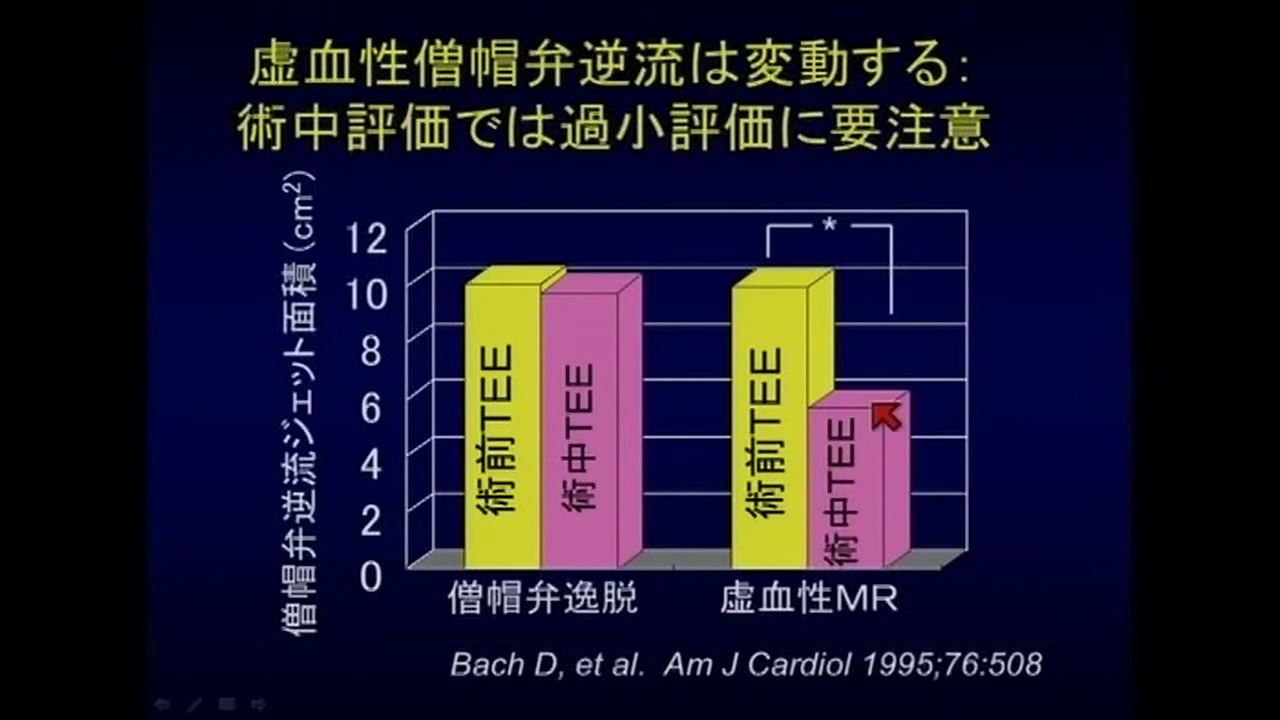 虚血性僧帽弁逆流は変動する:
術中評価では過小評価に要注意
僧帽弁逆流ジェット面積(cm²)
12
10
8
6
4
2
0
*
術前TEE
術中TEE
術前TEE
術中TEE
僧帽弁逸脱
虚血性MR
Bach D, et al. Am J Cardiol 1995;76:508